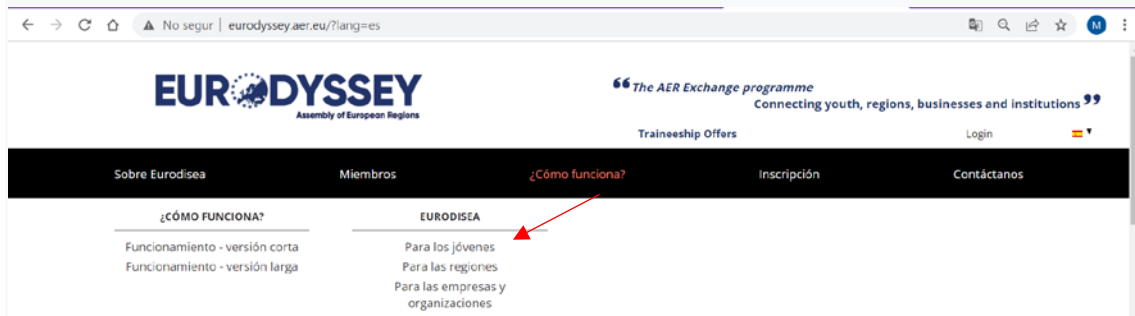 No segur | eurodyssey.aer.eu/?lang=es
M
EURODYSSEY
Assembly of European Regions
“The AER Exchange programme
Connecting youth, regions, businesses and institutions”
Traineeship Offers
Login
Sobre Eurodisea
Miembros
¿Cómo funciona?
Inscripción
Contáctanos
¿CÓMO FUNCIONA?
Funcionamiento - versión corta
Funcionamiento - versión larga
EURODISEA
Para los jóvenes
Para las regiones
Para las empresas y
organizaciones